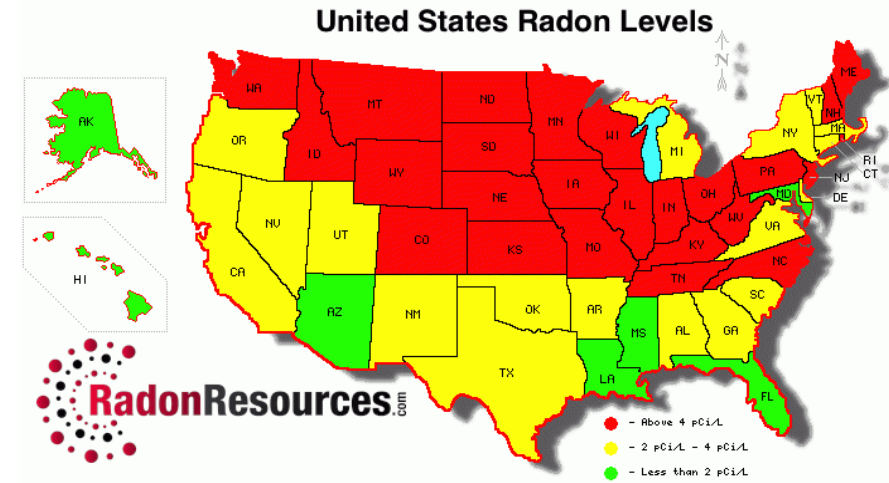 United States Radon Levels
N
AK
HI
WA
MT
ND
MN
ME
VT
NH
OR
ID
WY
SD
WI
MI
NY
MA
RI
CT
NV
UT
CO
NE
IA
IL
IN
OH
PA
NJ
MD
DE
CA
KS
MO
KY
WV
VA
AZ
NM
OK
AR
TN
NC
SC
TX
LA
MS
AL
GA
FL
RadonResources.com
- Above 4 pCi/L
- 2 pCi/L - 4 pCi/L
- Less than 2 pCi/L